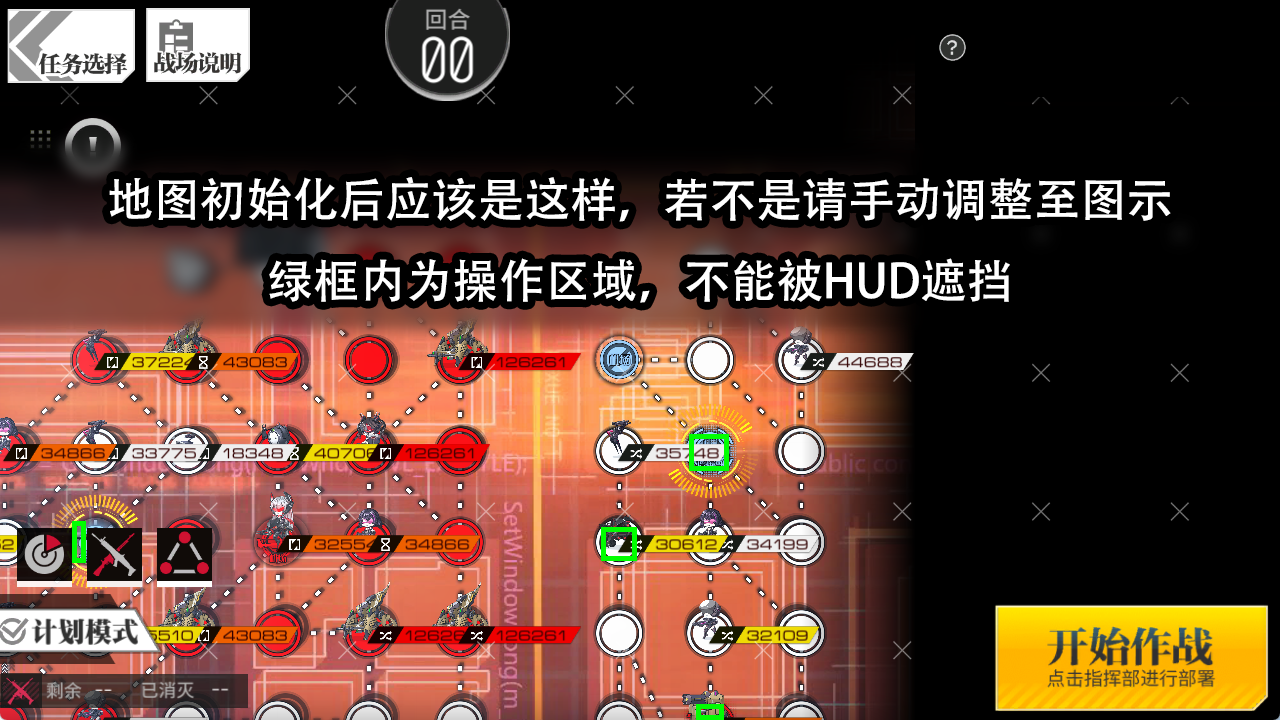 回合
00
任务选择
战场说明
?
!
地图初始化后应该是这样，若不是请手动调整至图示
绿框内为操作区域，不能被HUD遮挡
37224 43083 126261 44688
34866 33775 18348 40706 126261 35748
SetWindowLong(m
32554 34866 30612 34199
计划模式
5510 43083 126261 32109
开始作战
点击指挥部进行部署
剩余 -- 已消灭 --